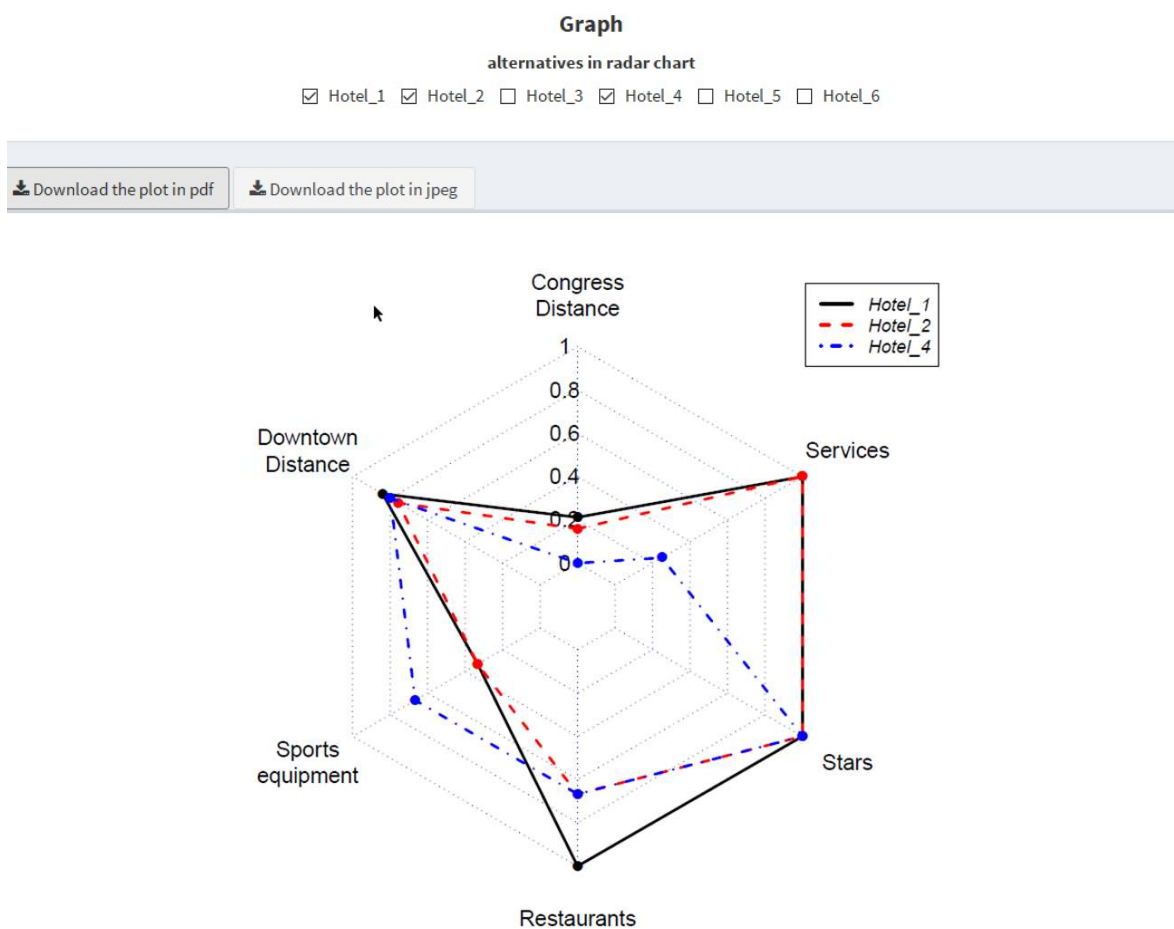 Graph
alternatives in radar chart
Hotel_1 Hotel_2 Hotel_3 Hotel_4 Hotel_5 Hotel_6
Download the plot in pdf Download the plot in jpeg
Congress
Distance
Hotel_1
Hotel_2
Hotel_4
1
0.8
0.6
0.4
0.2
0
Downtown
Distance
Services
Sports
equipment
Stars
Restaurants